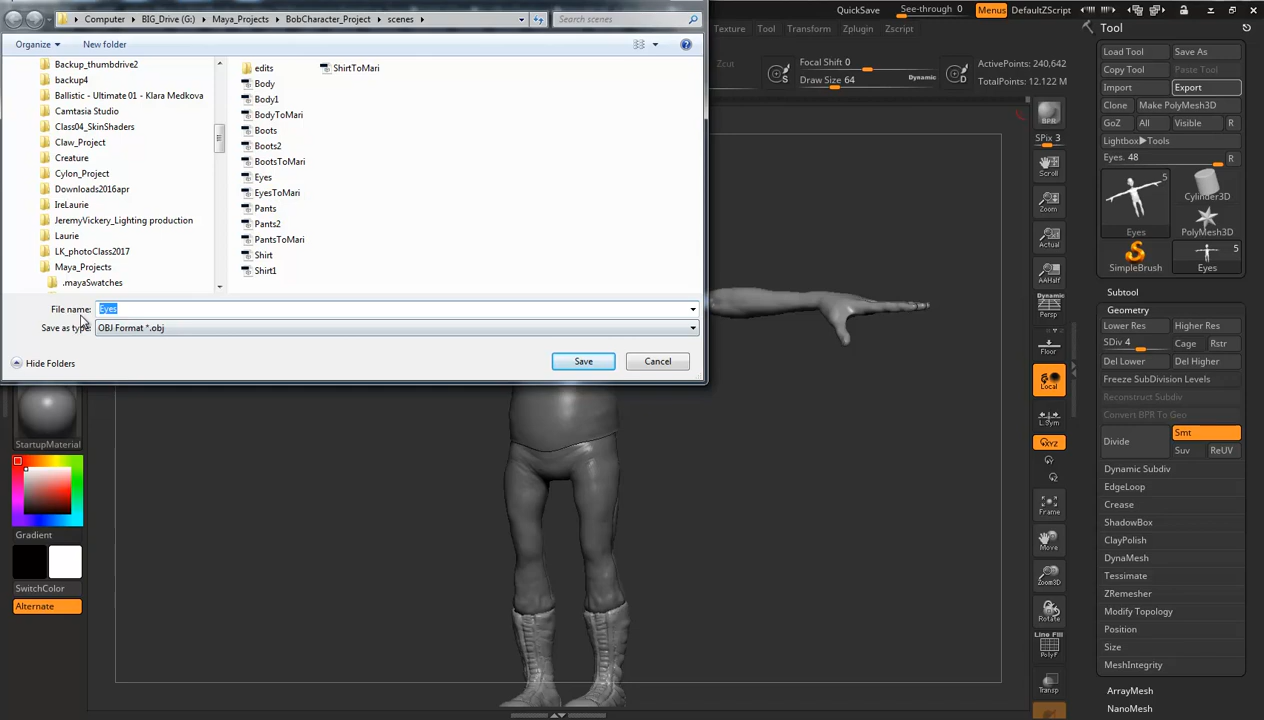 Computer BIG_Drive (G:) Maya_Projects BobCharacter_Project scenes Search scenes
QuickSave See-through 0 Menus DefaultZScript
Organize New folder
Texture Tool Transform Zplugin Zscript
Backup_thumbdrive2
backup4
Ballistic - Ultimate 01 - Klara Medkova
Camtasia Studio
Class04_SkinShaders
Claw_Project
Creature
Cylon_Project
Downloads2016apr
IreLaurie
JeremyVickery_Lighting production
Laurie
LK_photoClass2017
Maya_Projects
.mayaSwatches
edits
Body
Body1
BodyToMari
Boots
Boots2
BootsToMari
Eyes
EyesToMari
Pants
Pants2
PantsToMari
Shirt
Shirt1
ShirtToMari
File name: Eyes
Save as type: OBJ Format *.obj
Hide Folders Save Cancel
Zcut
S
Focal Shift 0
Draw Size 64 Dynamic
D
ActivePoints: 240,642
TotalPoints: 12.122 M
StartupMaterial
Gradient
SwitchColor
Alternate
BPR
SPix 3
Scroll
Zoom
Actual
AAHalf
Dynamic
Persp
Floor
Local
L.Sym
XYZ
Frame
Move
Zoom3D
Rotate
Line Fill
PolyF
Transp
Tool
Load Tool Save As
Copy Tool Paste Tool
Import Export
Clone Make PolyMesh3D
GoZ All Visible R
Lightbox▶Tools
Eyes. 48 R
5
Eyes
Cylinder3D
PolyMesh3D
SimpleBrush
5
Eyes
Subtool
Geometry
Lower Res Higher Res
SDiv 4 Cage Rstr
Del Lower Del Higher
Freeze SubDivision Levels
Reconstruct Subdiv
Convert BPR To Geo
Divide Smt
Suv ReUV
Dynamic Subdiv
EdgeLoop
Crease
ShadowBox
ClayPolish
DynaMesh
Tessimate
ZRemesher
Modify Topology
Position
Size
MeshIntegrity
ArrayMesh
NanoMesh